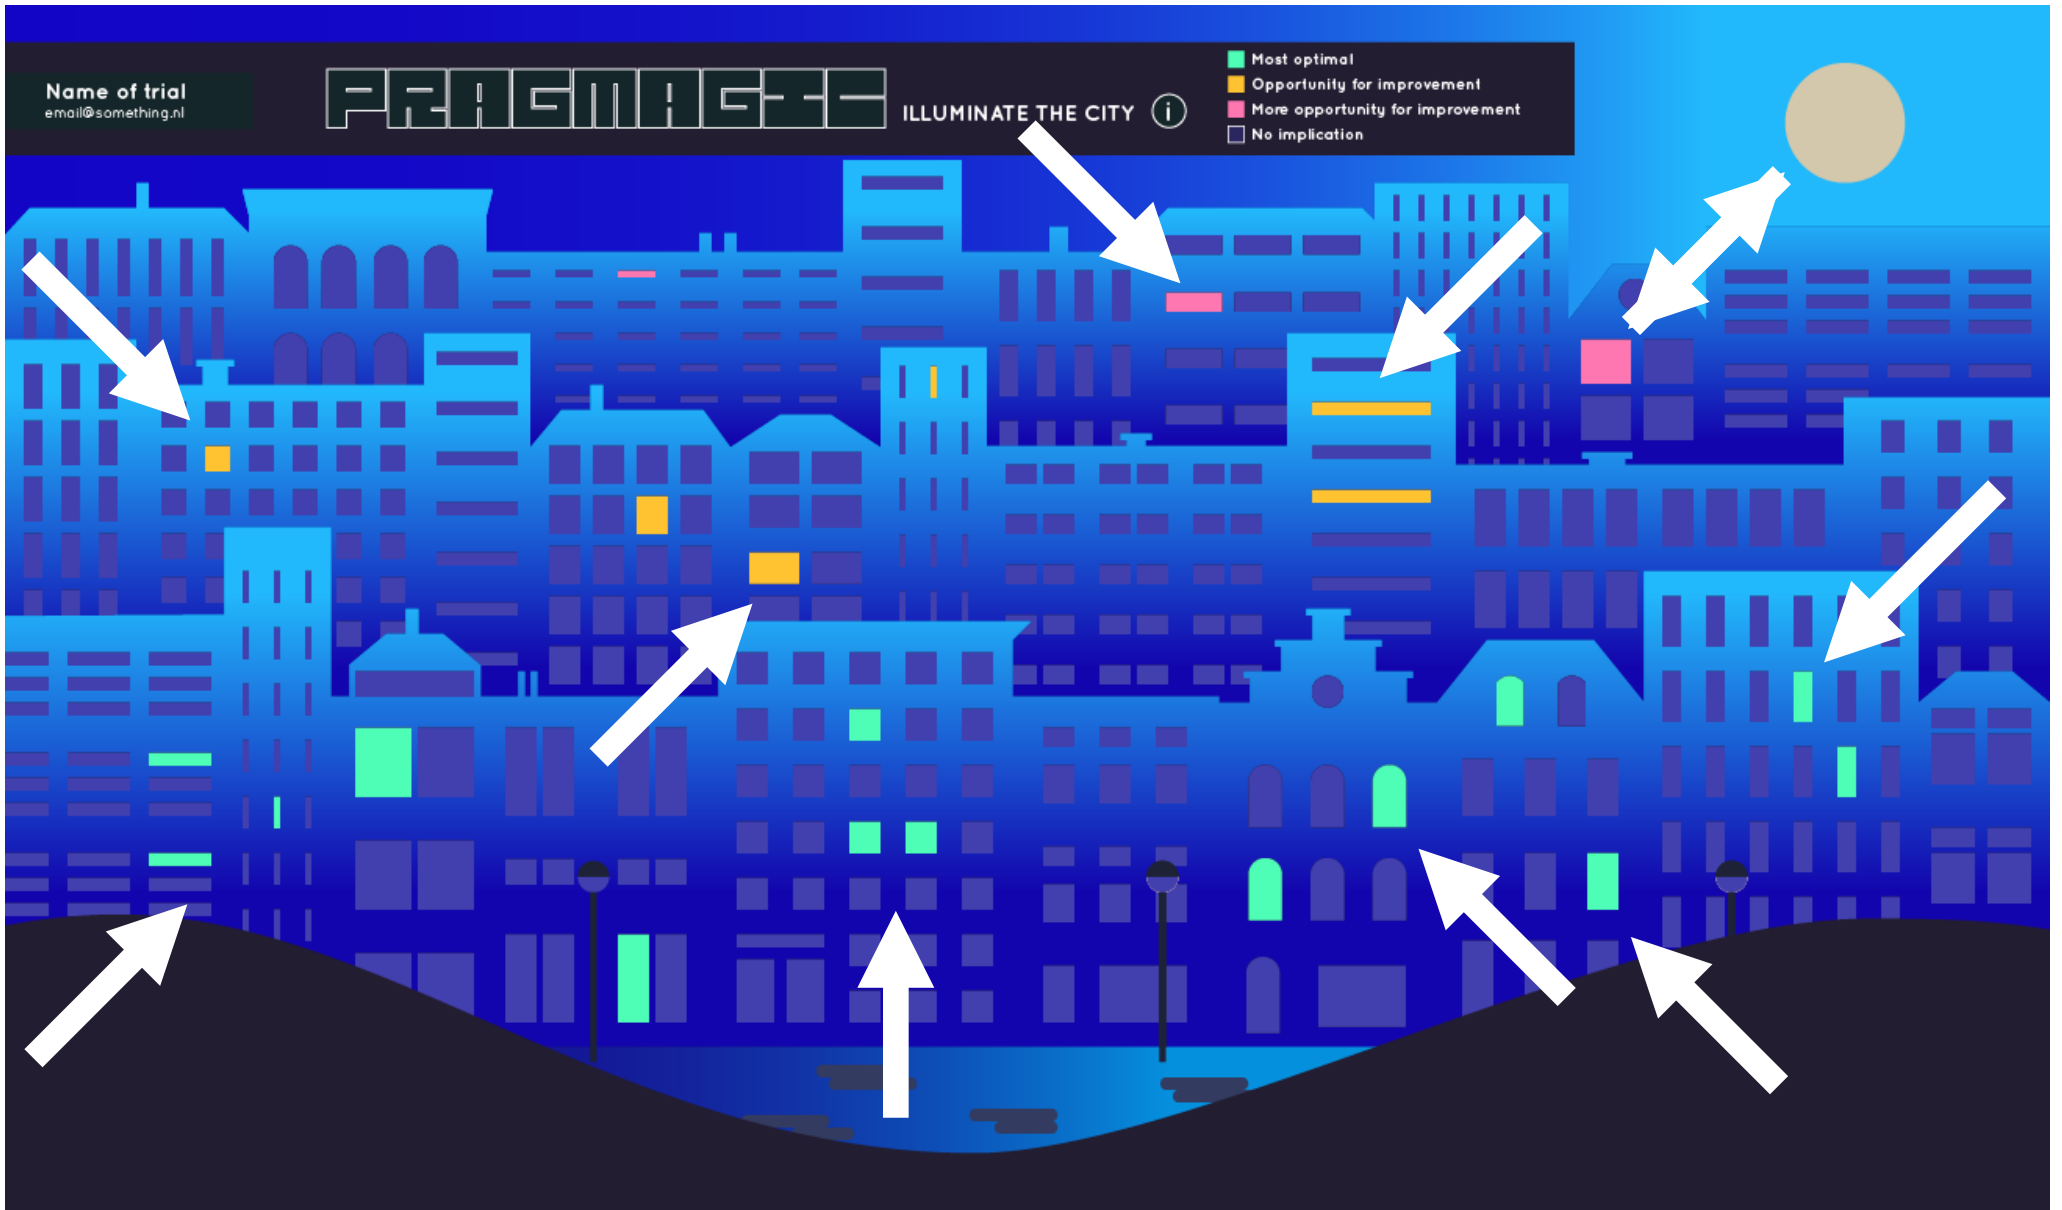 Name of trial
email@something.nl
PRAGMAGIC
ILLUMINATE THE CITY i
Most optimal
Opportunity for improvement
More opportunity for improvement
No implication